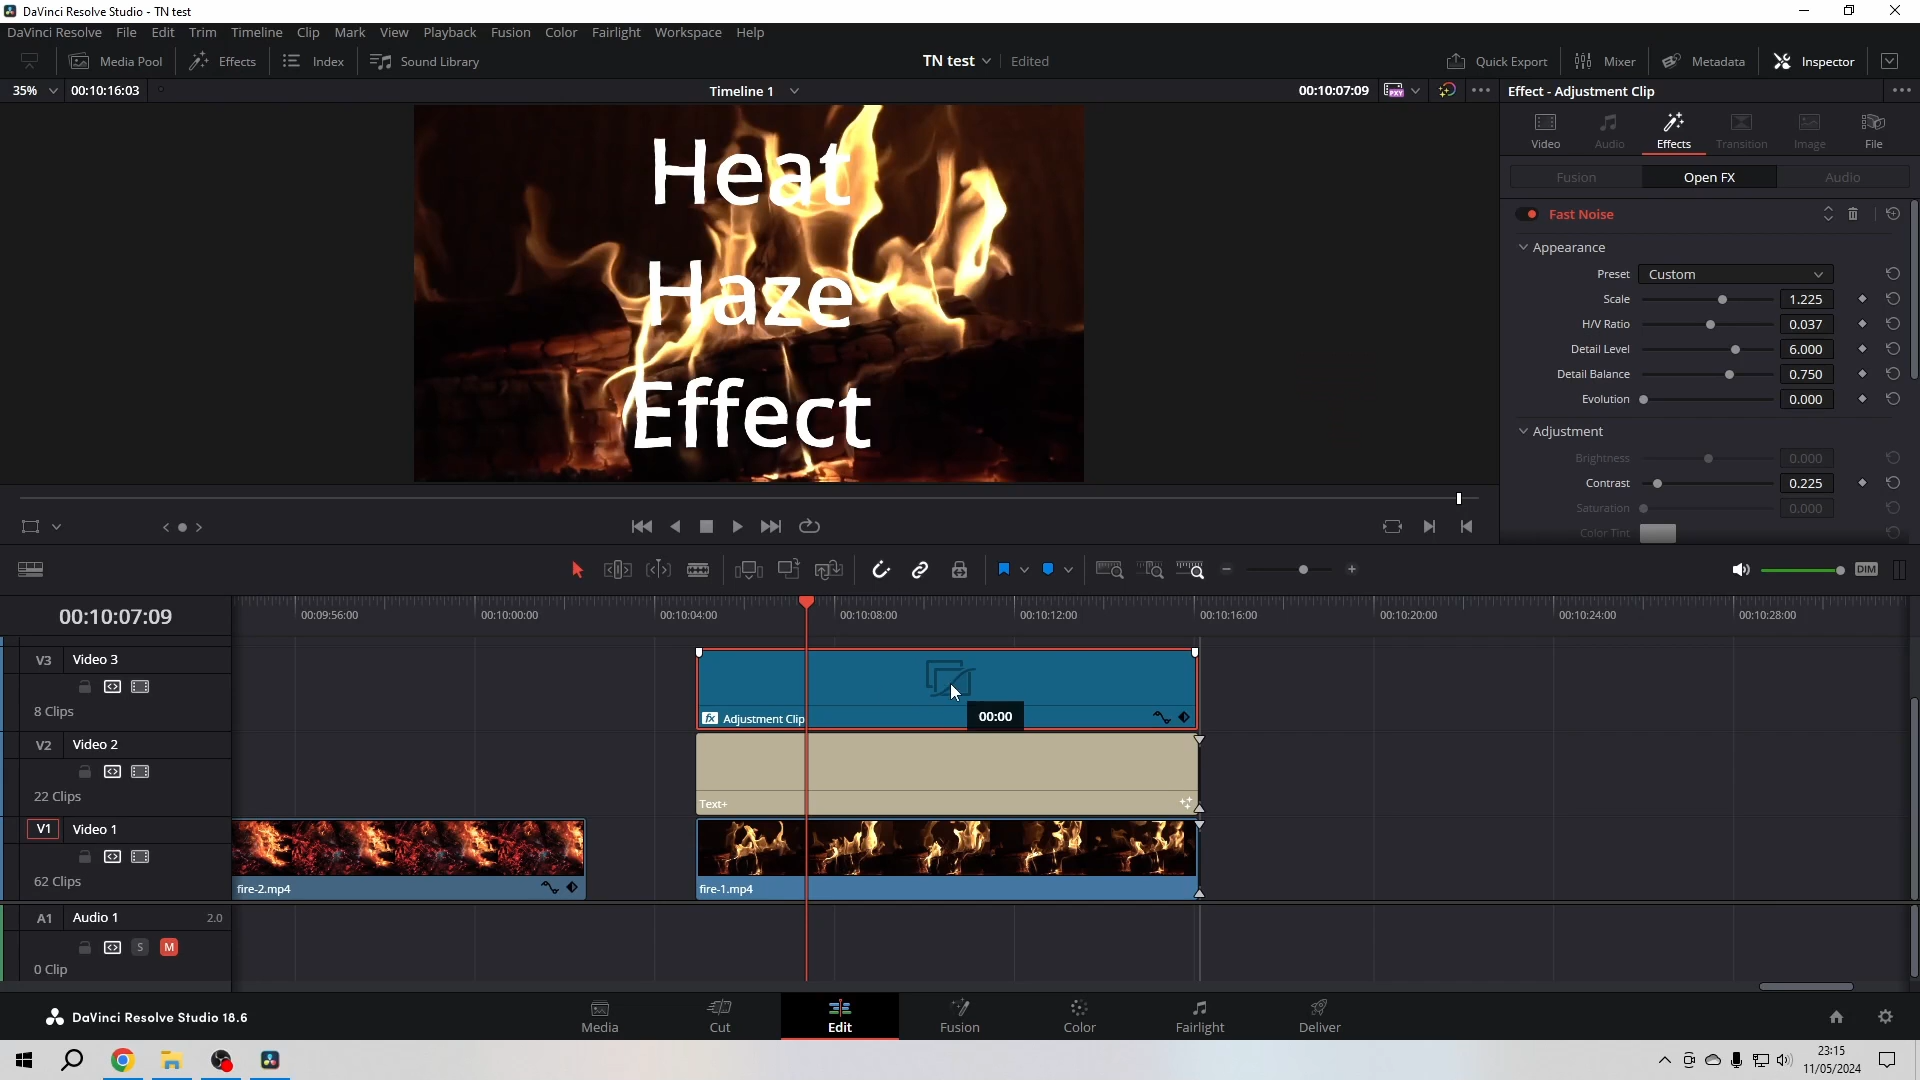 DaVinci Resolve Studio - TN test
DaVinci Resolve File Edit Trim Timeline Clip Mark View Playback Fusion Color Fairlight Workspace Help
Media Pool Effects Index Sound Library TN test Edited Quick Export Mixer Metadata Inspector
35% 00:10:16:03 Timeline 1 00:10:07:09 PXY Effect - Adjustment Clip
Video Audio Effects Transition Image File
Fusion Open FX Audio
Fast Noise
Appearance
Preset Custom
Scale 1.225
H/V Ratio 0.037
Detail Level 6.000
Detail Balance 0.750
Evolution 0.000
Adjustment
Brightness 0.000
Contrast 0.225
Saturation 0.000
Color Tint
Heat
Haze
Effect
DIM
00:10:07:09 00:09:56:00 00:10:00:00 00:10:04:00 00:10:08:00 00:10:12:00 00:10:16:00 00:10:20:00 00:10:24:00 00:10:28:00
V3 Video 3
8 Clips
fx Adjustment Clip
00:00
V2 Video 2
22 Clips
Text+
V1 Video 1
62 Clips
fire-2.mp4 fire-1.mp4
A1 Audio 1 2.0
S M
0 Clip
DaVinci Resolve Studio 18.6
Media Cut Edit Fusion Color Fairlight Deliver
23:15
11/05/2024